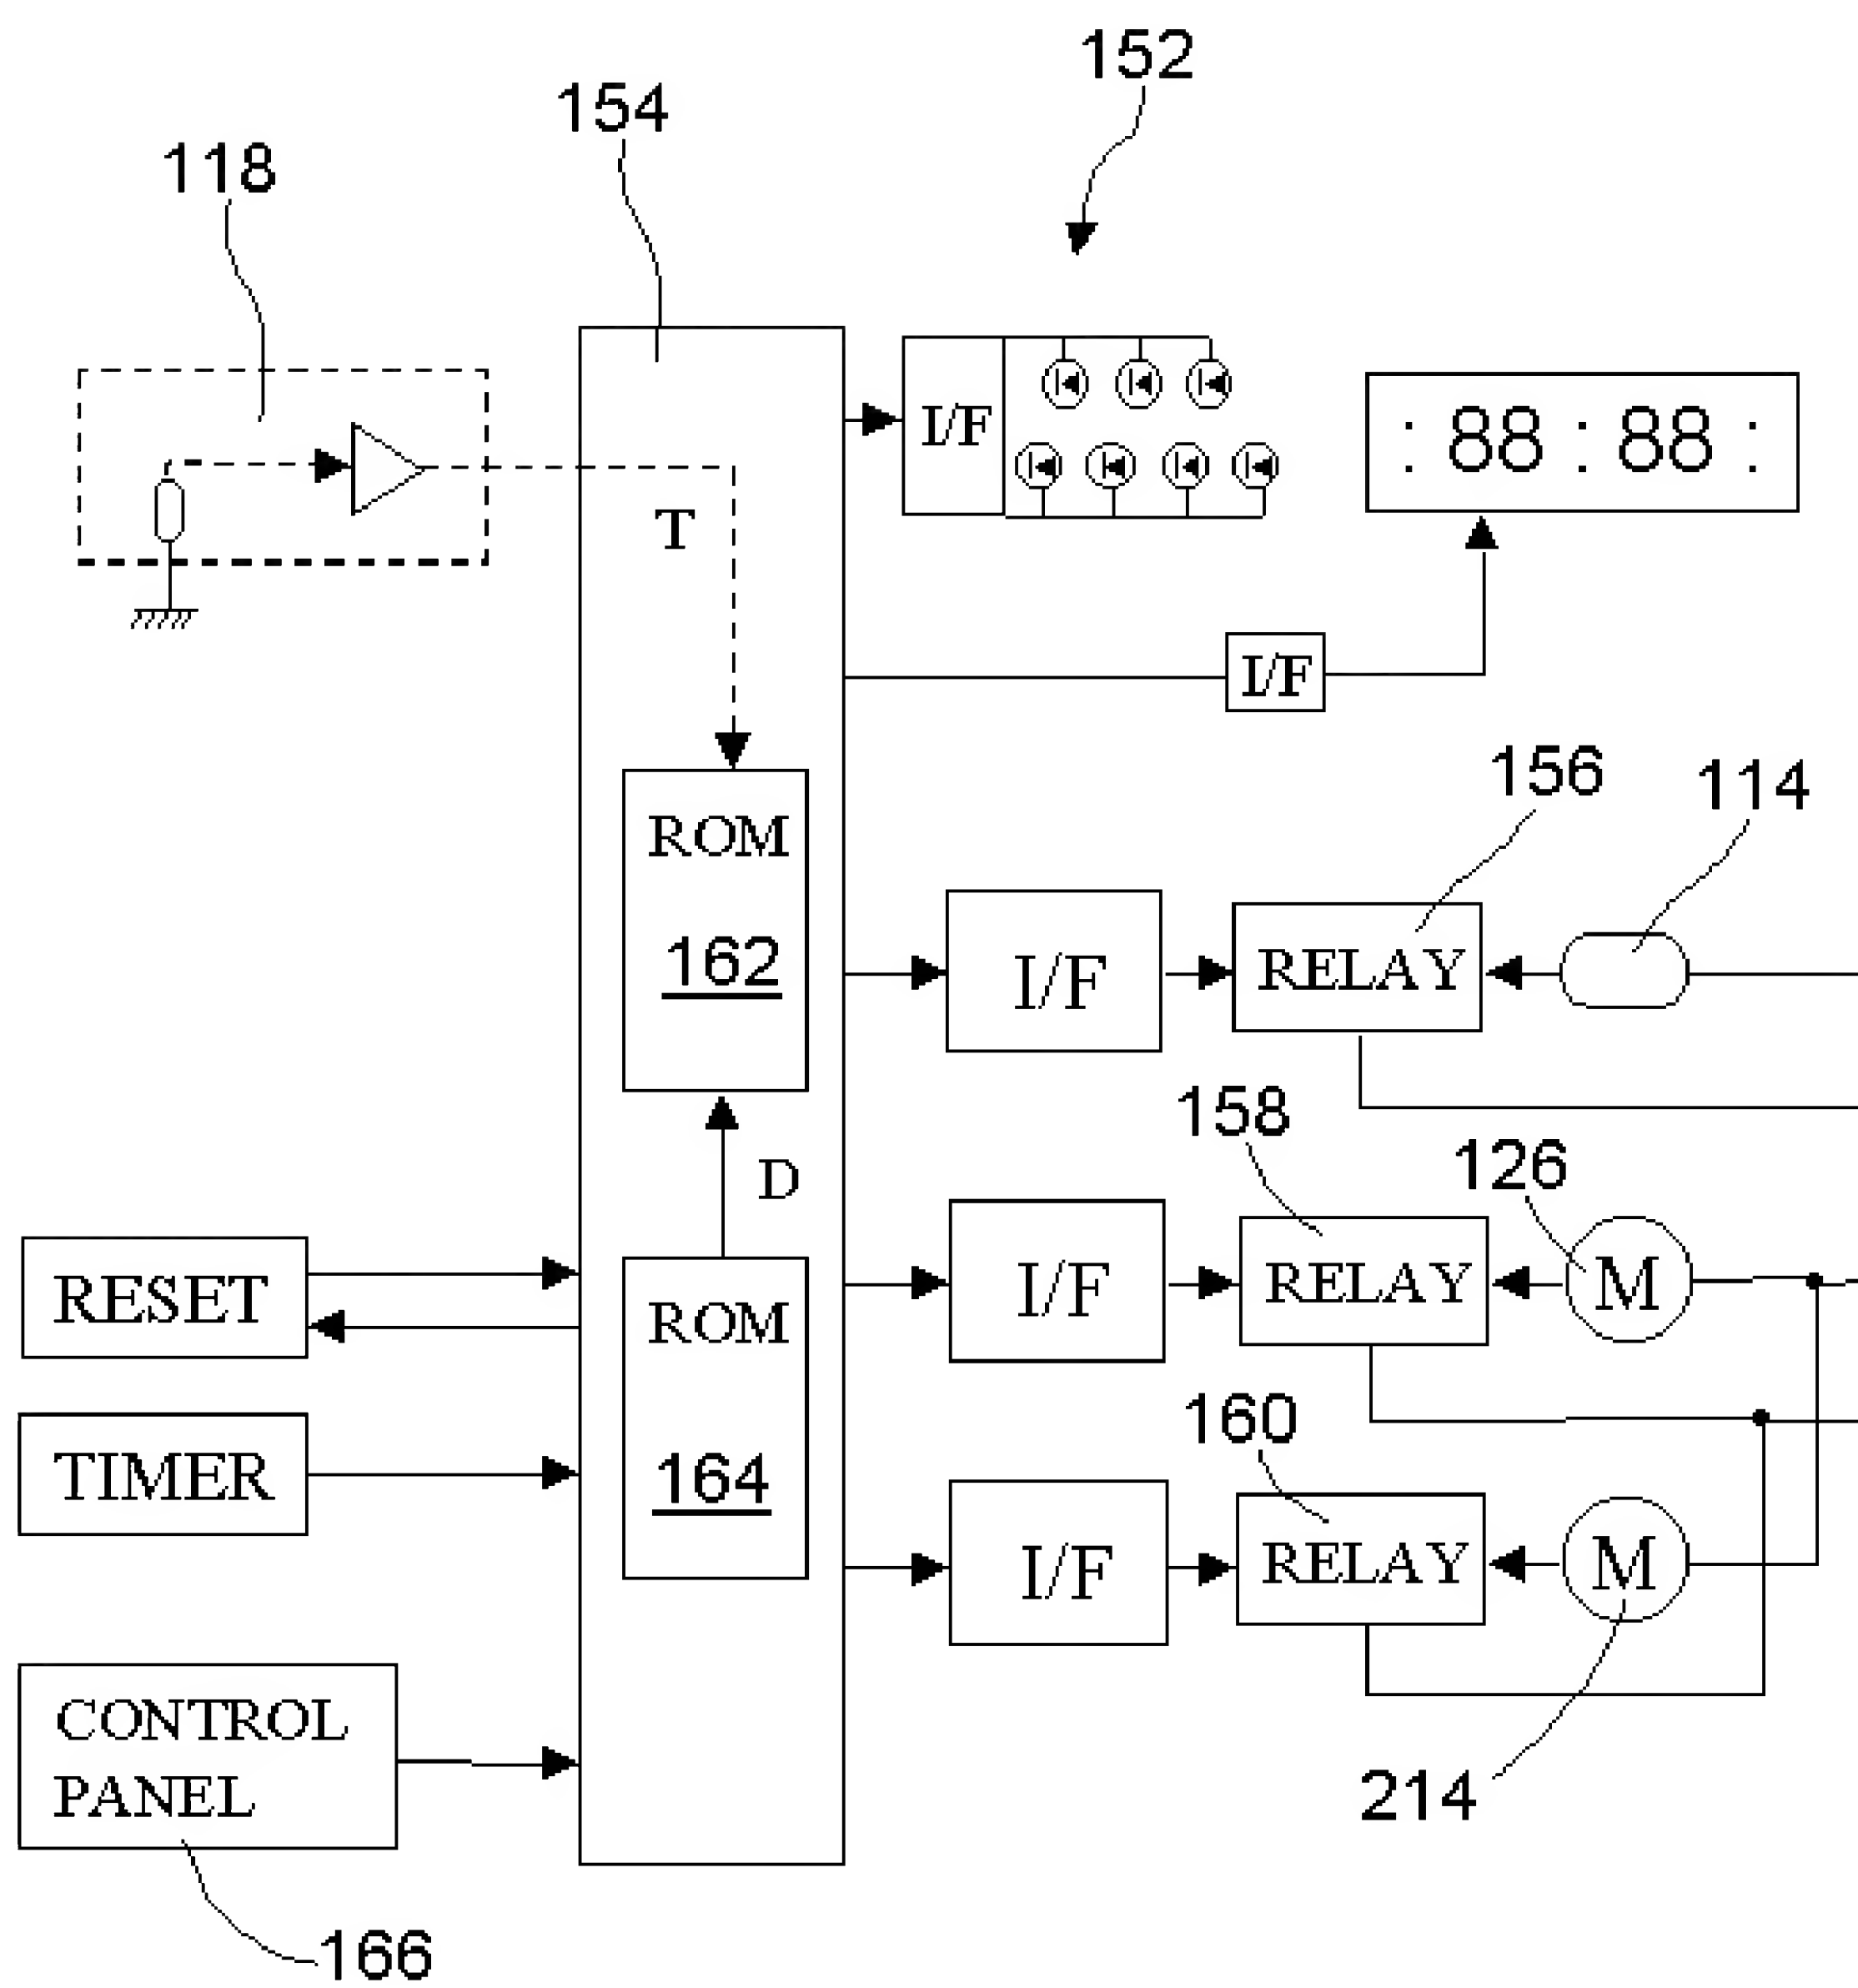 152
154
118
I/F
: 88 : 88 :
T
I/F
156
114
ROM
162
I/F
RELAY
158
126
D
RESET
ROM
I/F
RELAY
M
160
TIMER
164
I/F
RELAY
M
CONTROL
PANEL
214
166